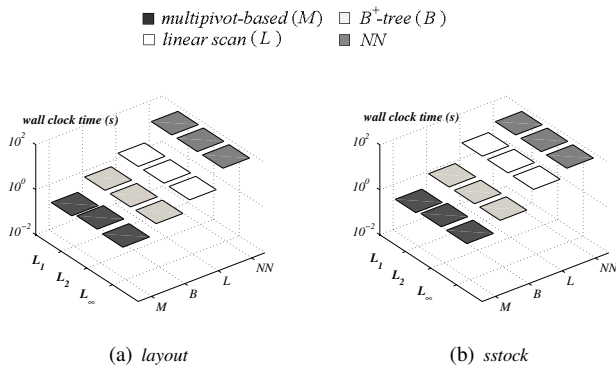 multipivot-based (M) B+-tree (B)
linear scan (L) NN
wall clock time (s) wall clock time (s)
10² 10²
10⁰ 10⁰
10⁻² 10⁻²
L₁ L₁
L₂ L₂
L∞ L∞
M B L NN M B L NN
(a) layout (b) sstock